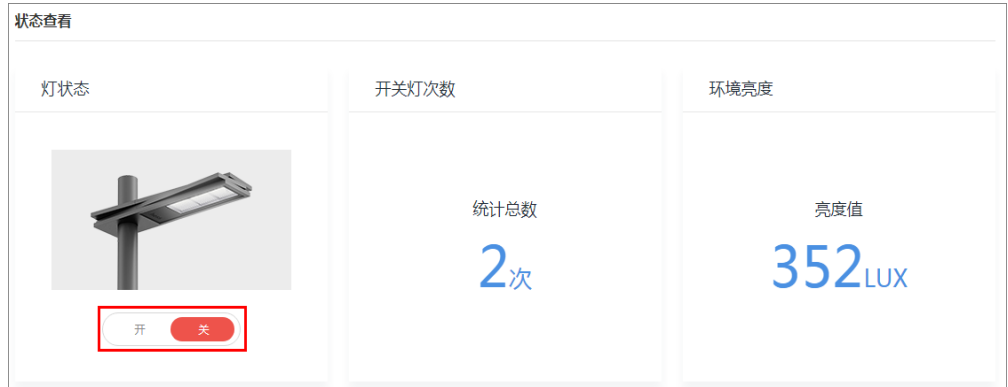 状态查看
灯状态
开关灯次数
环境亮度
统计总数
亮度值
2次
352LUX
开 关